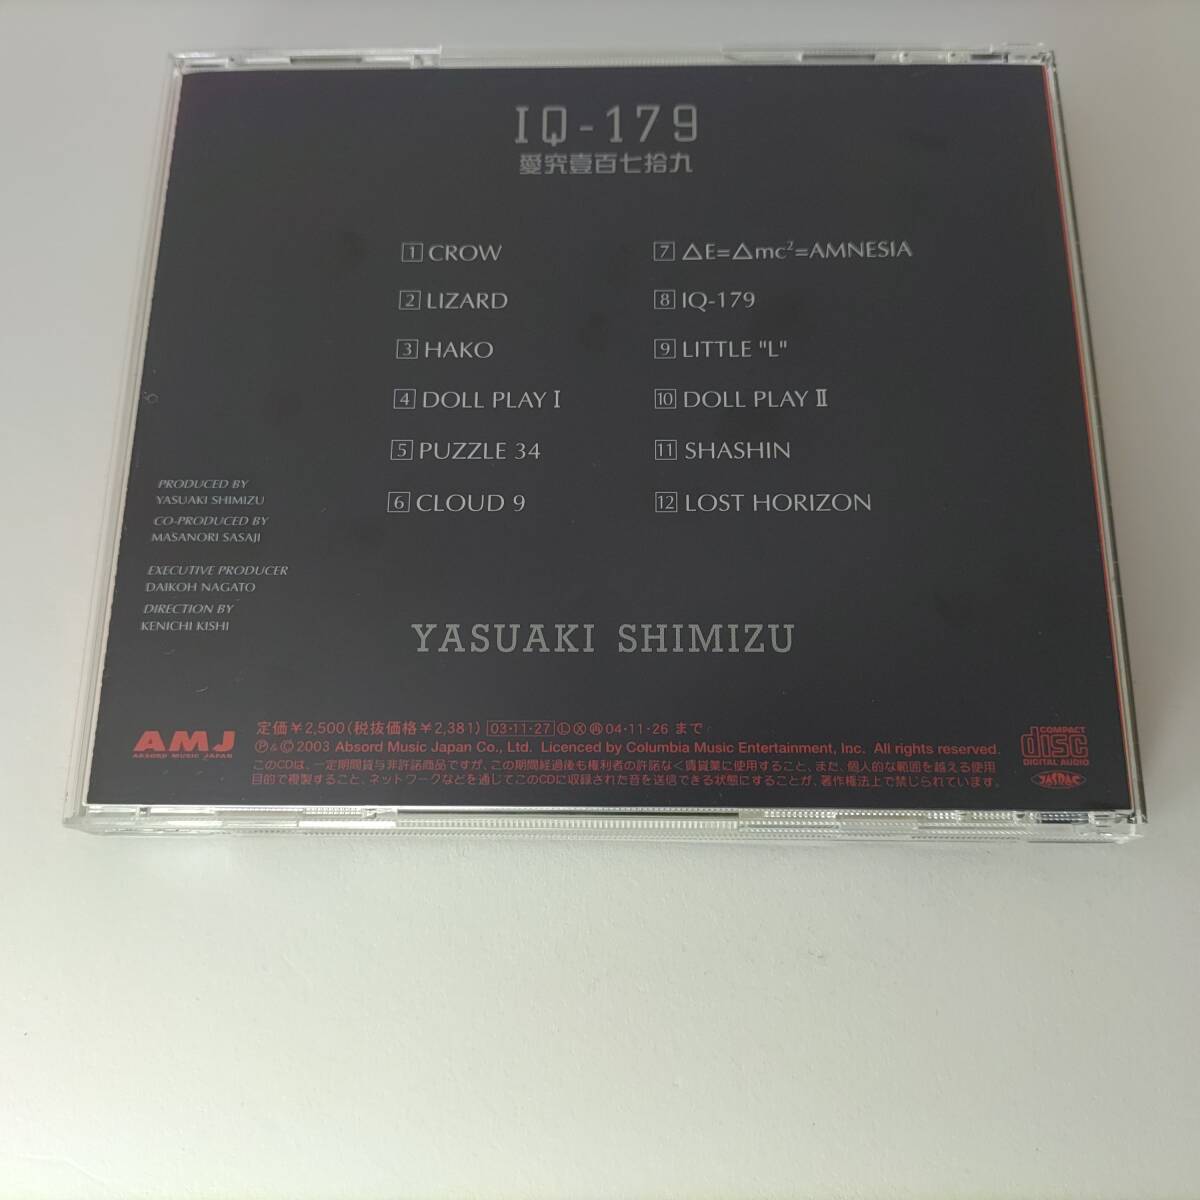 IQ-179
愛究壹百七拾九
1 CROW
2 LIZARD
3 HAKO
4 DOLL PLAY Ⅰ
5 PUZZLE 34
6 CLOUD 9
7 △E=△mc²=AMNESIA
8 IQ-179
9 LITTLE "L"
10 DOLL PLAY Ⅱ
11 SHASHIN
12 LOST HORIZON
PRODUCED BY
YASUAKI SHIMIZU
CO-PRODUCED BY
MASANORI SASAJI
EXECUTIVE PRODUCER
DAIKOH NAGATO
DIRECTION BY
KENICHI KISHI
YASUAKI SHIMIZU
AMJ
ABSORD MUSIC JAPAN
定価¥2,500(税抜価格¥2,381) 03・11・27 Ⓛ Ⓧ ㊕ 04・11・26 まで
Ⓟ&© 2003 Absord Music Japan Co., Ltd. Licenced by Columbia Music Entertainment, Inc. All rights reserved.
このCDは、一定期間貸与非許諾商品ですが、この期間経過後も権利者の許諾なく賃貸業に使用すること、また、個人的な範囲を越える使用
目的で複製すること、ネットワークなどを通じてこのCDに収録された音を送信できる状態にすることが、著作権法上で禁じられています。
COMPACT
disc
DIGITAL AUDIO
JASRAC